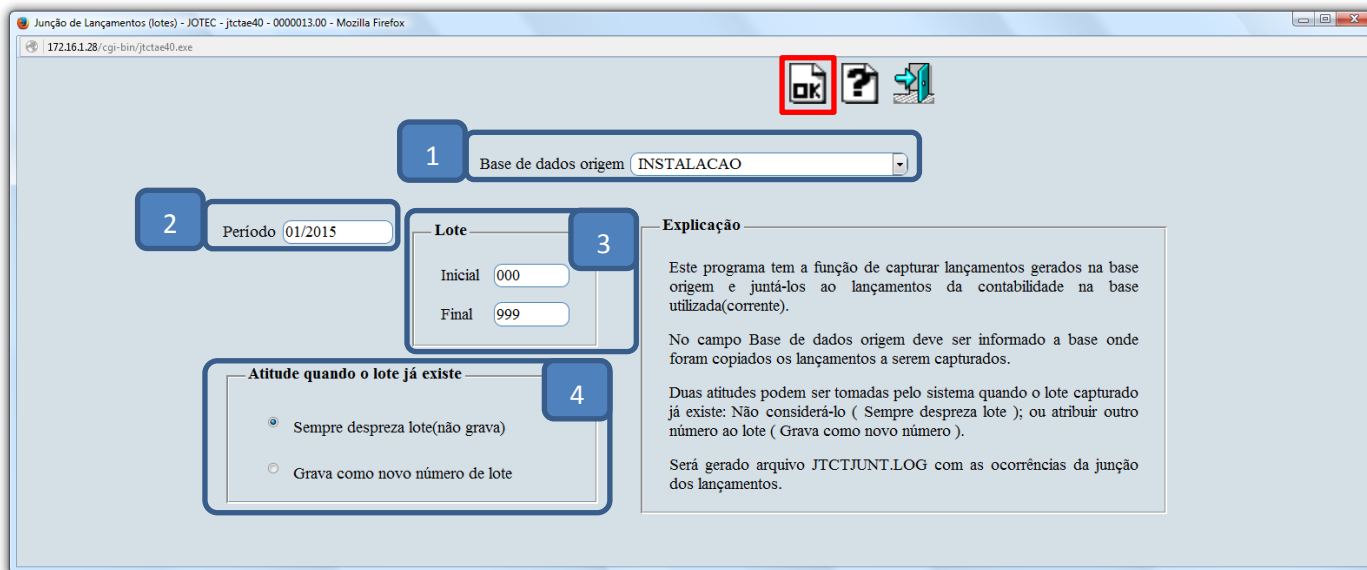 Junção de Lançamentos (lotes) - JOTEC - jtctae40 - 0000013.00 - Mozilla Firefox
172.16.1.28/cgi-bin/jtctae40.exe
OK ?
1
Base de dados origem INSTALACAO
2
Período 01/2015
Lote
3
Inicial 000
Final 999
Atitude quando o lote já existe
4
Sempre despreza lote(não grava)
Grava como novo número de lote
Explicação
Este programa tem a função de capturar lançamentos gerados na base
origem e juntá-los ao lançamentos da contabilidade na base
utilizada(corrente).
No campo Base de dados origem deve ser informado a base onde
foram copiados os lançamentos a serem capturados.
Duas atitudes podem ser tomadas pelo sistema quando o lote capturado
já existe: Não considerá-lo ( Sempre despreza lote ); ou atribuir outro
número ao lote ( Grava como novo número ).
Será gerado arquivo JTCTJUNT.LOG com as ocorrências da junção
dos lançamentos.